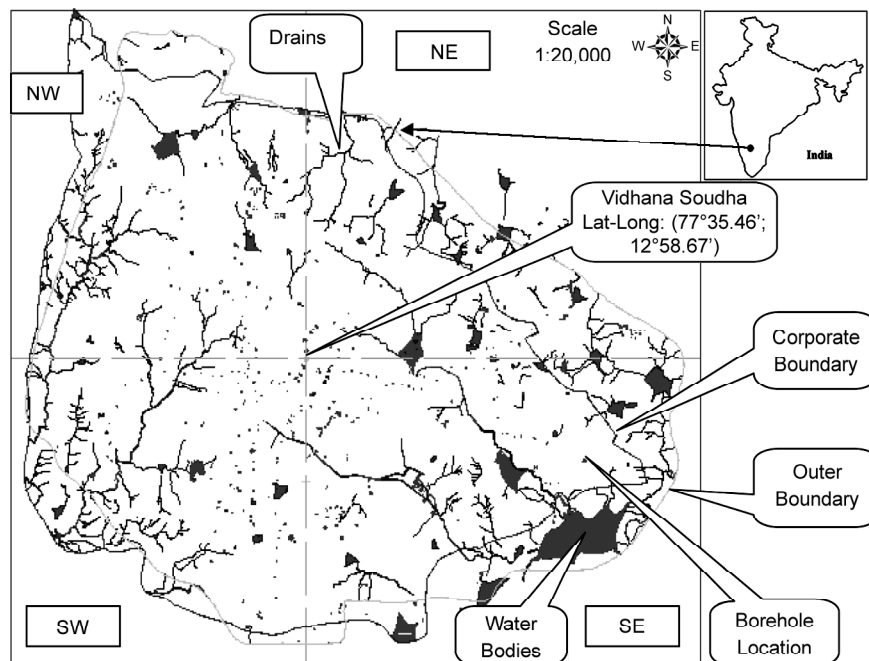 Drains
NE
Scale
1:20,000
N
W
E
S
NW
India
Vidhana Soudha
Lat-Long: (77°35.46’;
12°58.67’)
Corporate
Boundary
Outer
Boundary
SW
Water
Bodies
SE
Borehole
Location